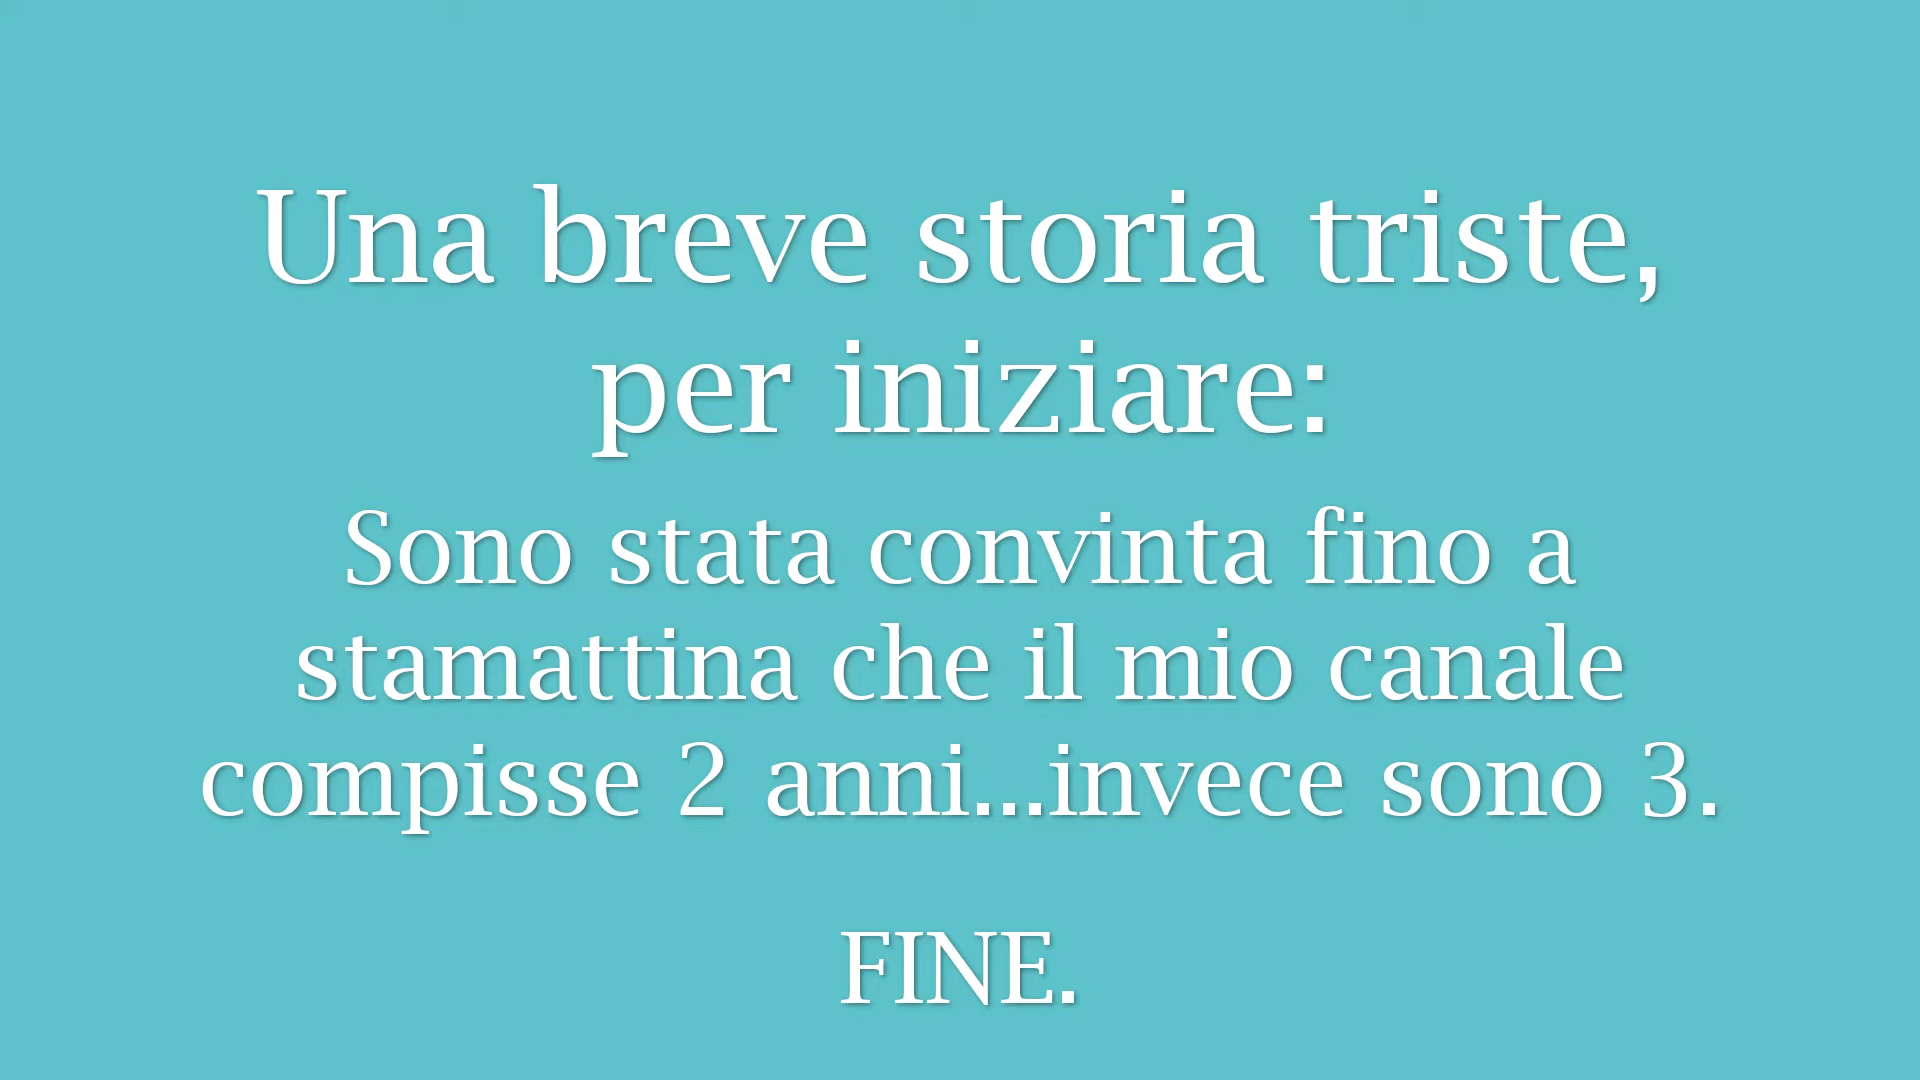 Una breve storia triste,
per iniziare:
Sono stata convinta fino a
stamattina che il mio canale
compisse 2 anni...invece sono 3.
FINE.